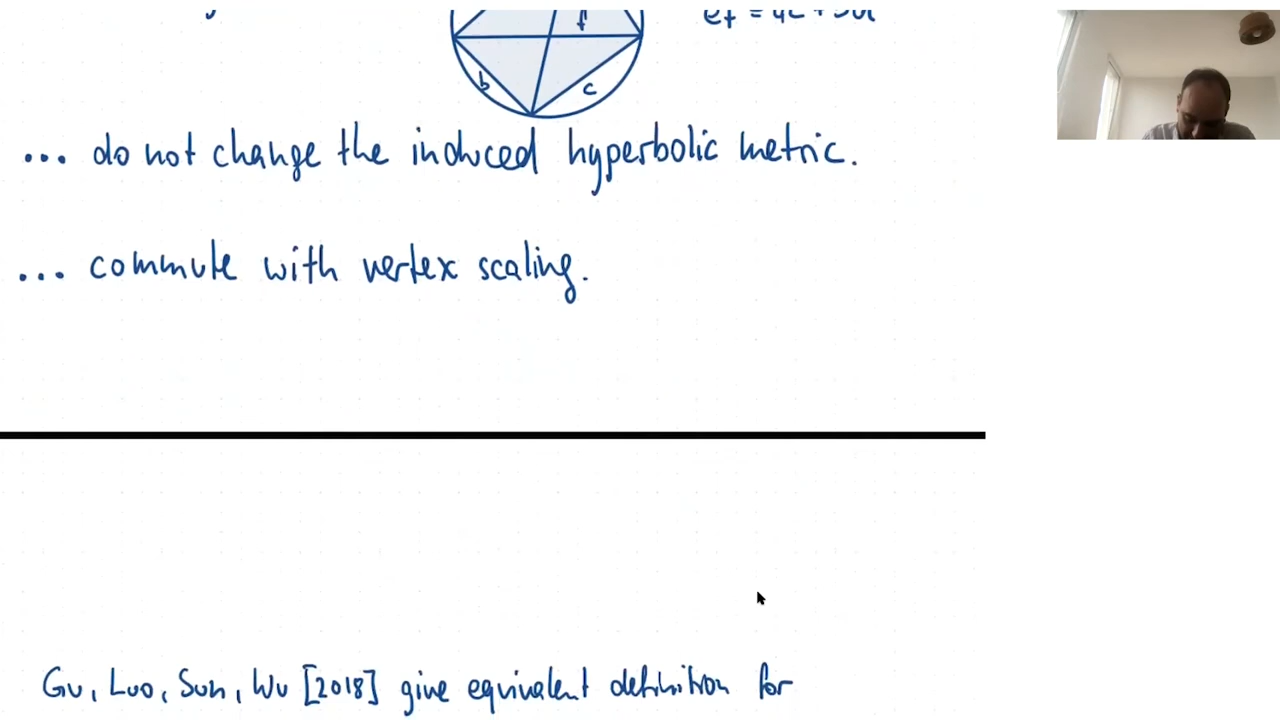 f
b
c
... do not change the induced hyperbolic metric.
... commute with vertex scaling.
Gu, Luo, Sun, Wu [2018] give equivalent definition for